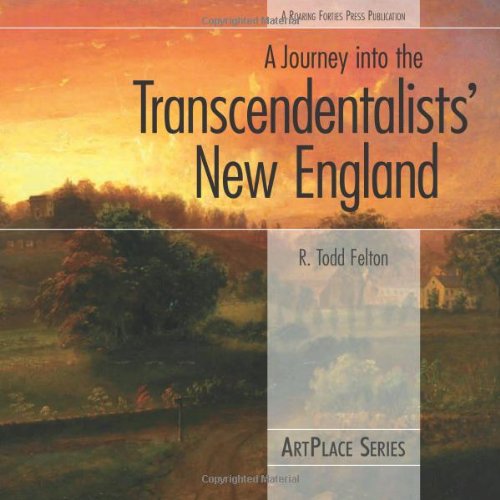 A Roaring Forties Press Publication
Copyrighted Material
A Journey into the
Transcendentalists'
New England
R. Todd Felton
ArtPlace Series
Copyrighted Material